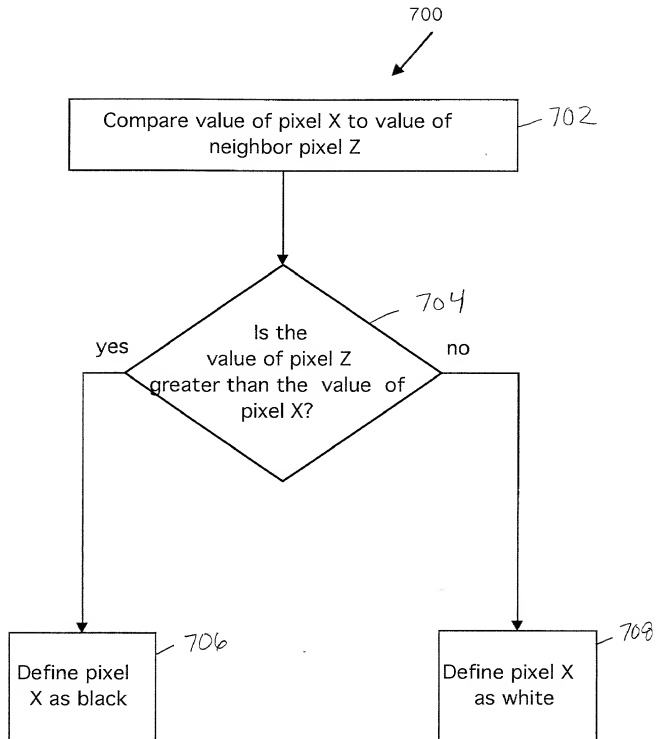 700
Compare value of pixel X to value of
neighbor pixel Z
702
704
Is the
value of pixel Z
greater than the value of
pixel X?
yes
no
706
Define pixel
X as black
708
Define pixel X
as white